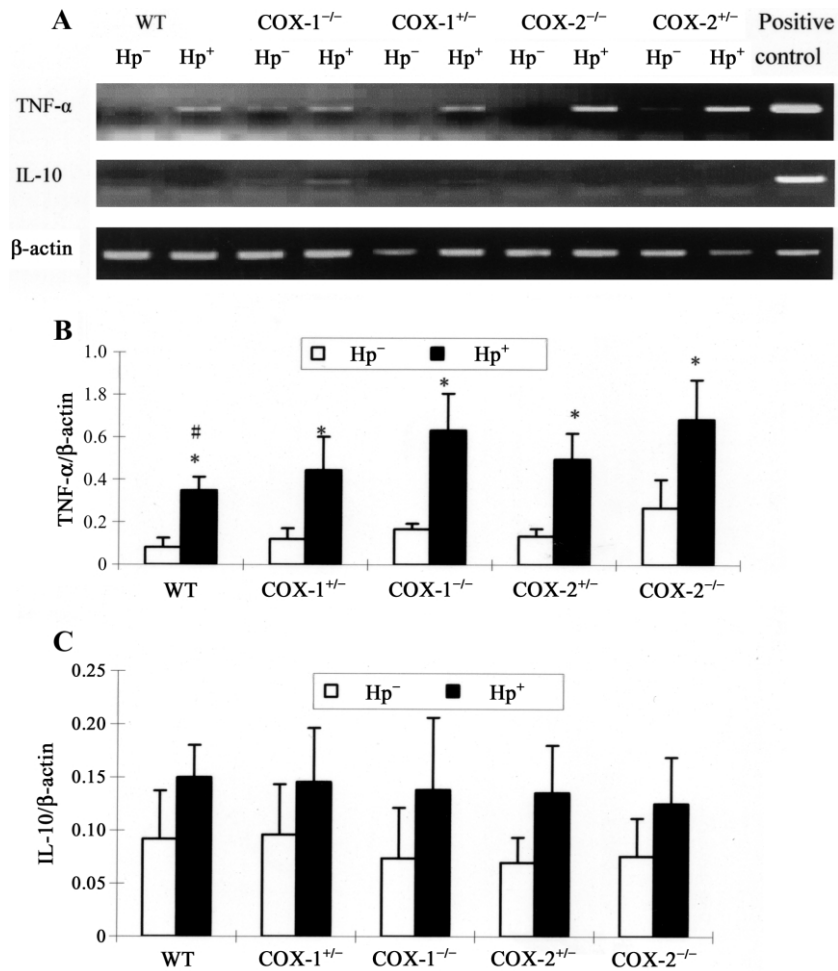 A WT COX-1−/− COX-1+/− COX-2−/− COX-2+/− Positive
Hp− Hp+ Hp− Hp+ Hp− Hp+ Hp− Hp+ Hp− Hp+ control
TNF-α
IL-10
β-actin
B
Hp− Hp+
TNF-α/β-actin
1.0
1.8
0.6
0.4
0.2
0
# * * * * *
WT COX-1+/− COX-1−/− COX-2+/− COX-2−/−
C
Hp− Hp+
IL-10/β-actin
0.25
0.20
0.15
0.10
0.05
0
WT COX-1+/− COX-1−/− COX-2+/− COX-2−/−